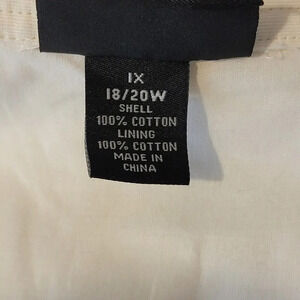 1X
18/20W
SHELL
100% COTTON
LINING
100% COTTON
MADE IN
CHINA